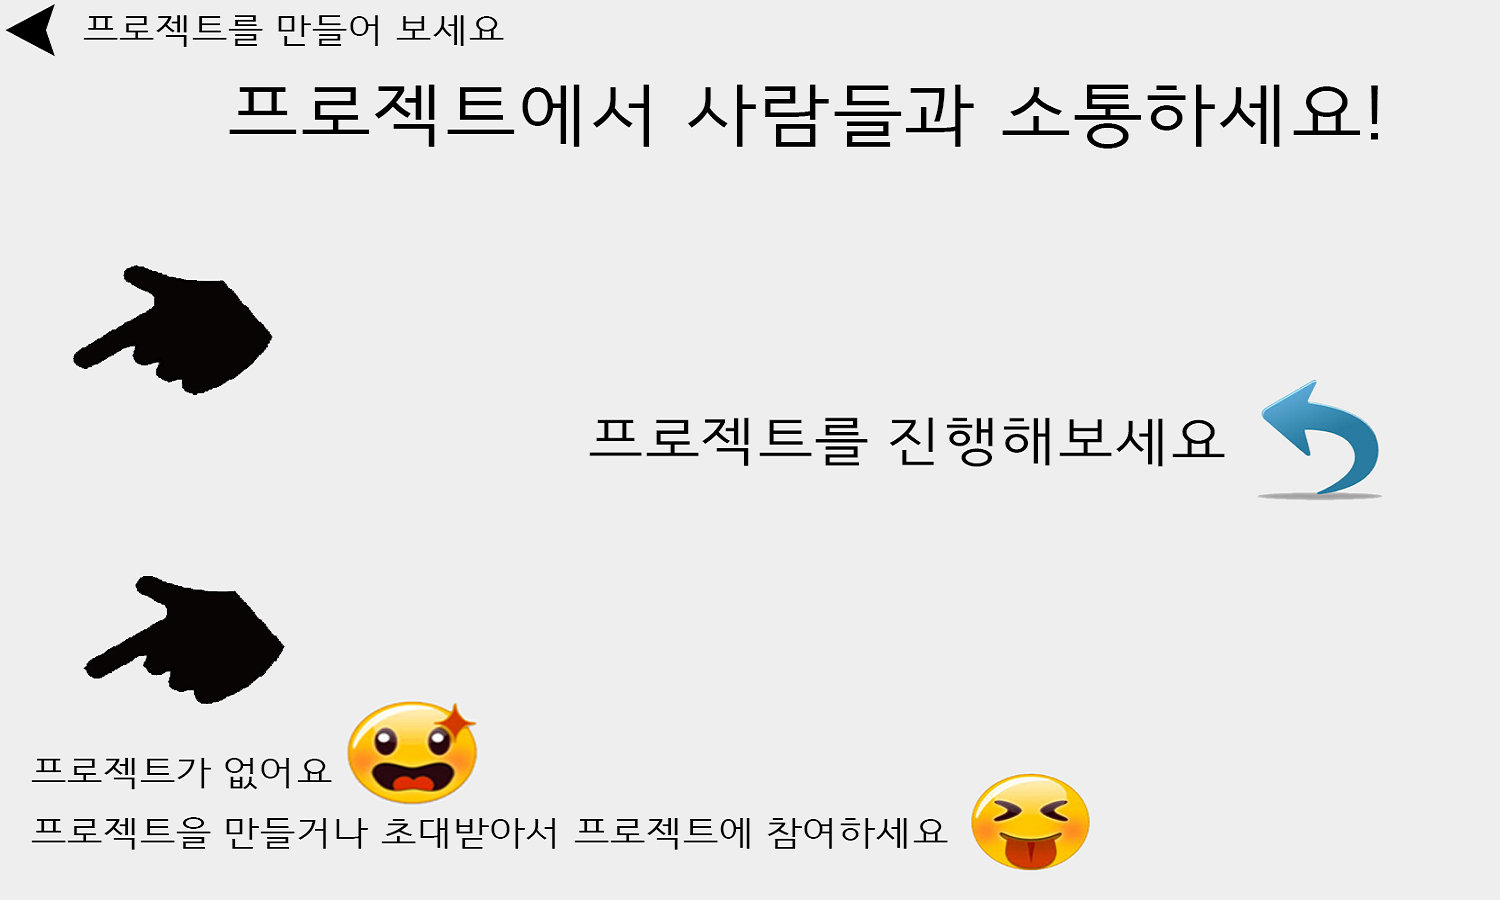 프로젝트를 만들어 보세요
프로젝트에서 사람들과 소통하세요!
프로젝트를 진행해보세요
프로젝트가 없어요
프로젝트을 만들거나 초대받아서 프로젝트에 참여하세요